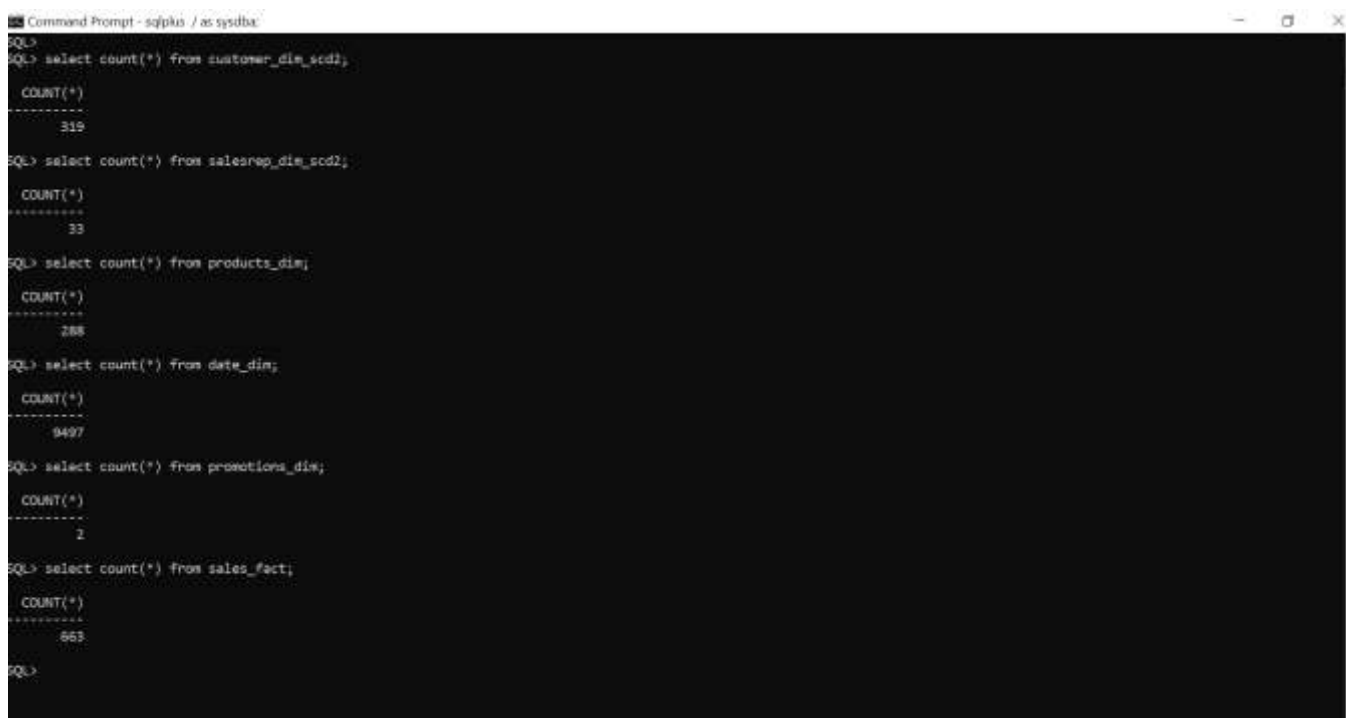 Command Prompt - sqlplus / as sysdba;
SQL>
SQL> select count(*) from customer_dim_scd2;
COUNT(*)
----------
319
SQL> select count(*) from salesrep_dim_scd2;
COUNT(*)
----------
33
SQL> select count(*) from products_dim;
COUNT(*)
----------
288
SQL> select count(*) from date_dim;
COUNT(*)
----------
9497
SQL> select count(*) from promotions_dim;
COUNT(*)
----------
2
SQL> select count(*) from sales_fact;
COUNT(*)
----------
663
SQL>